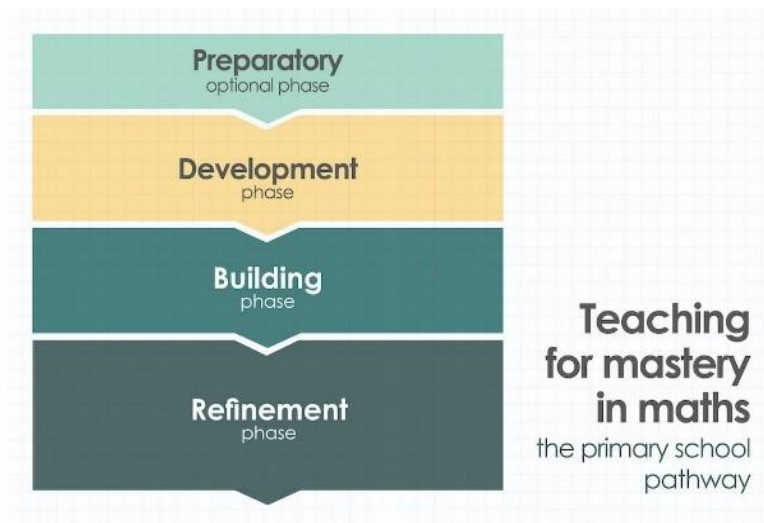 Preparatory
optional phase
Development
phase
Building
phase
Refinement
phase
Teaching
for mastery
in maths
the primary school
pathway